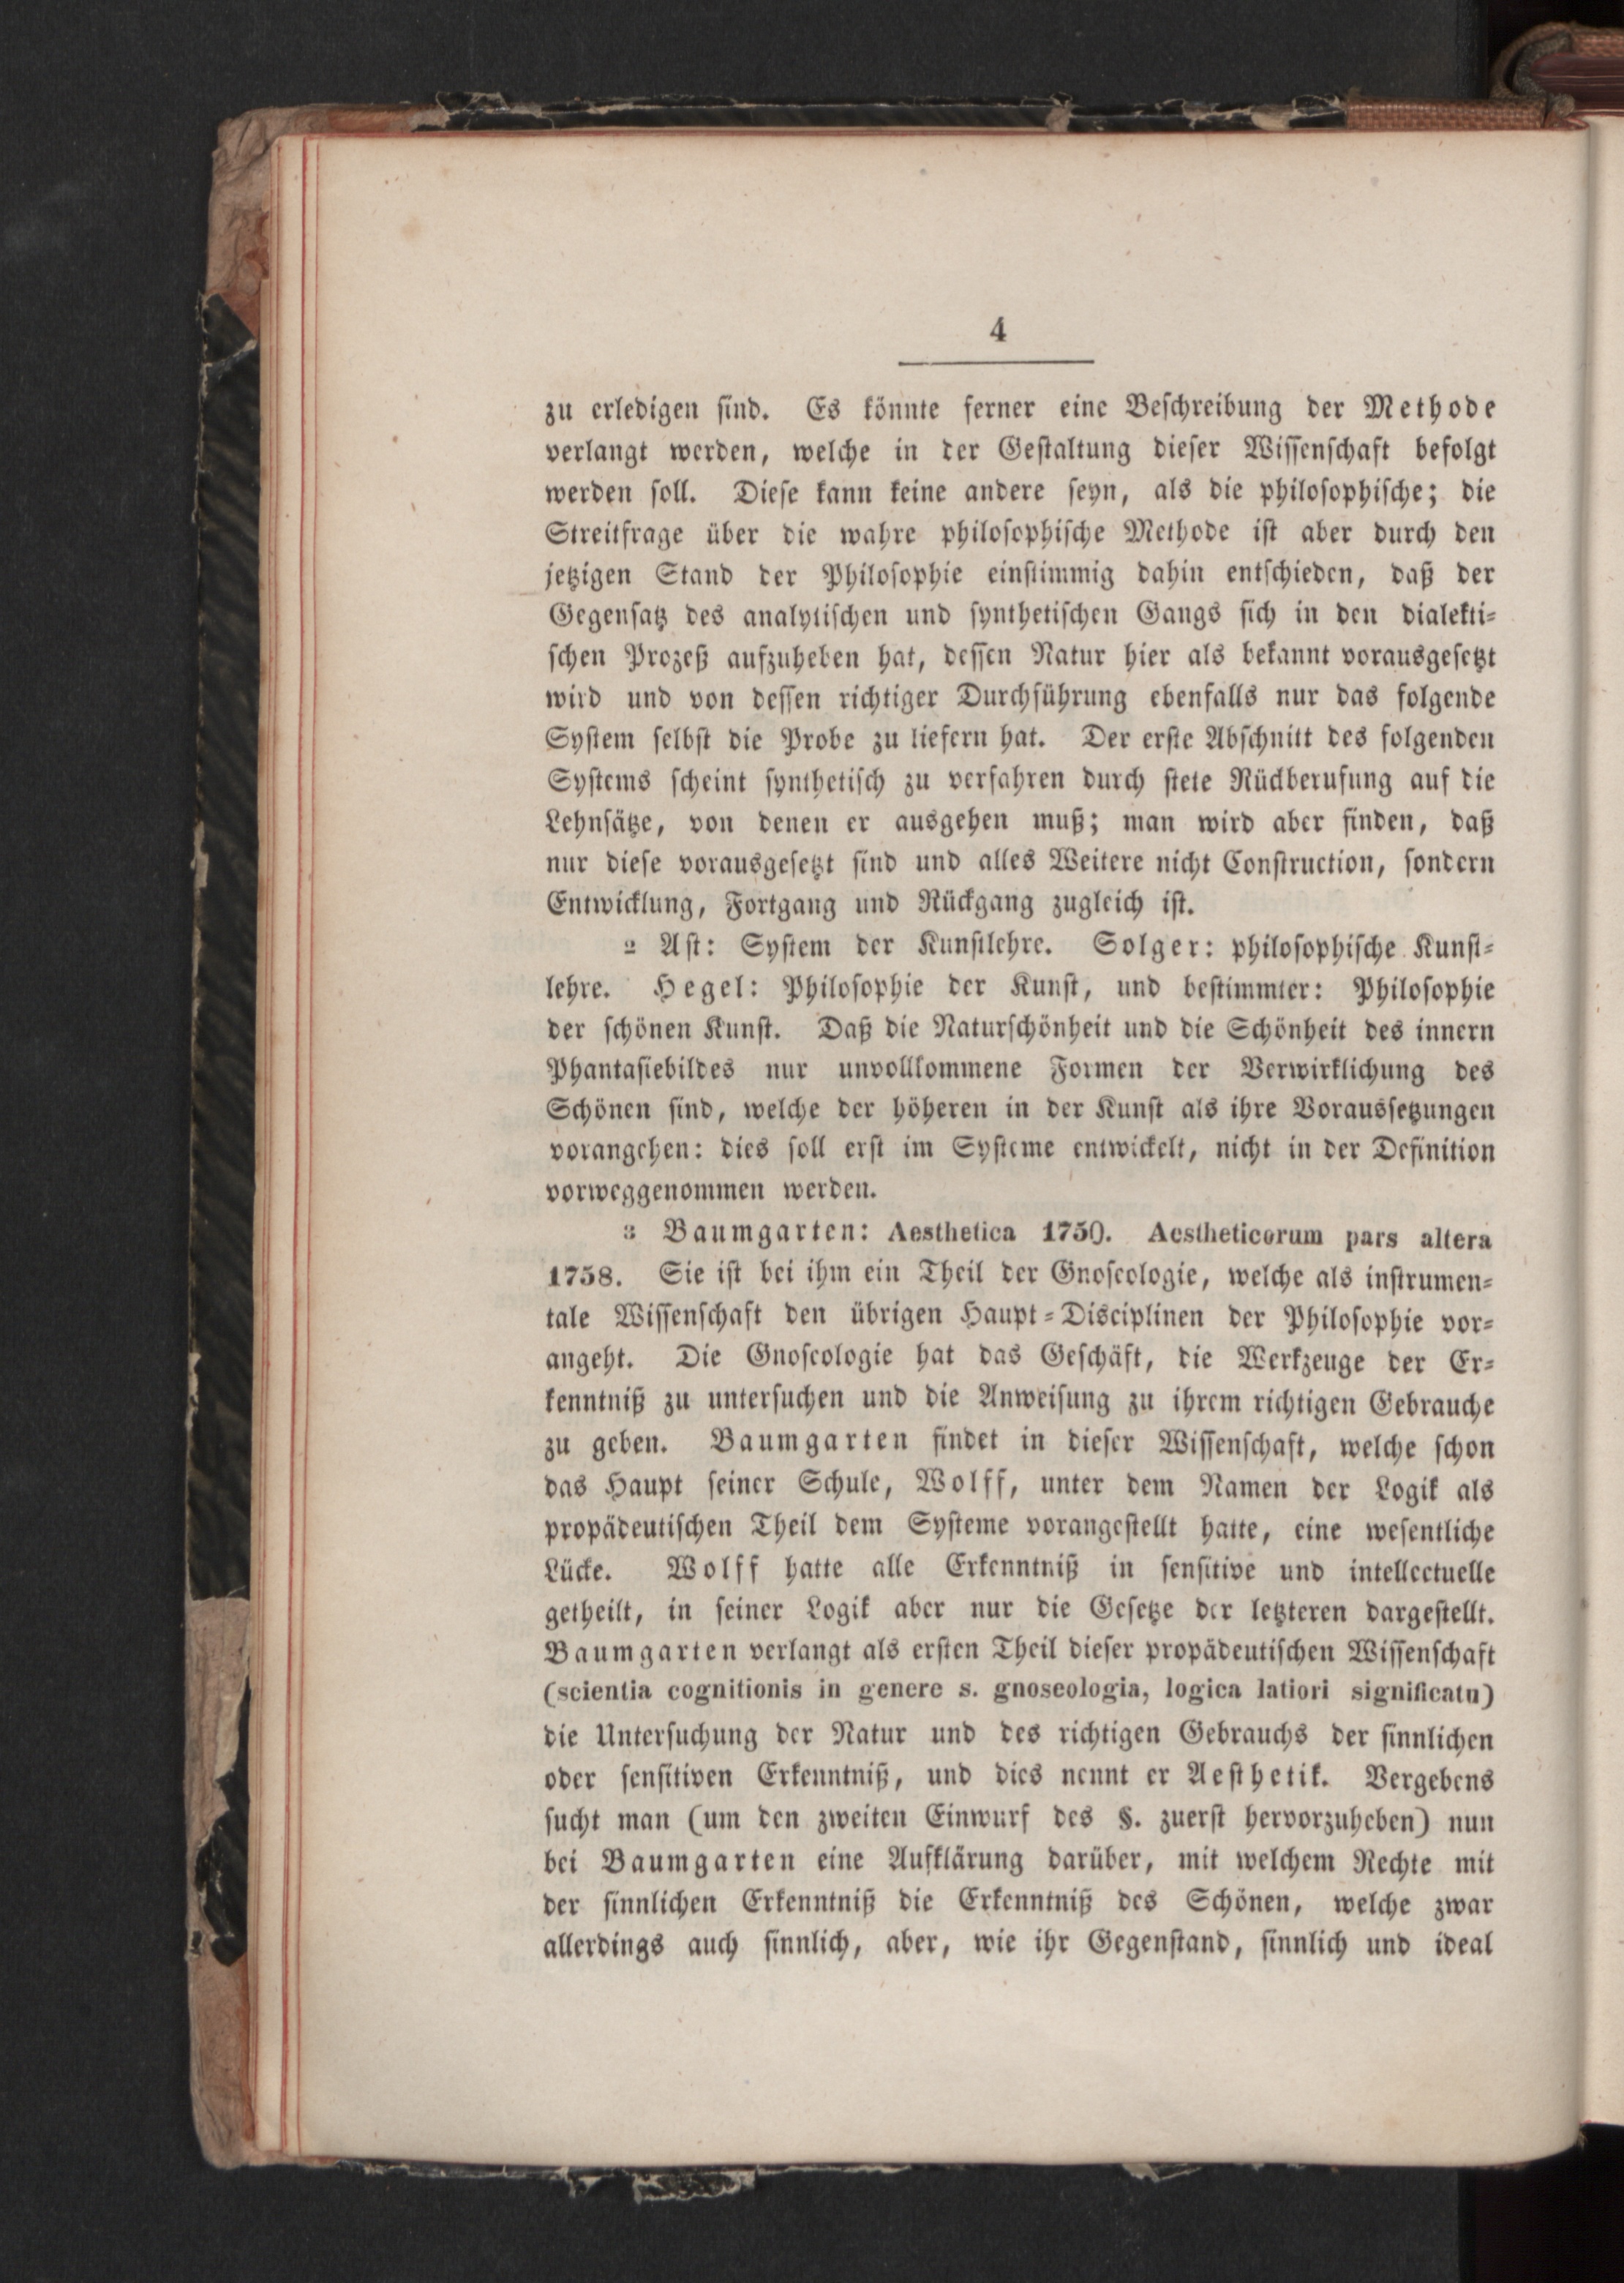 4
zu erledigen sind. Es könnte ferner eine Beschreibung der Methode
verlangt werden, welche in der Gestaltung dieser Wissenschaft befolgt
werden soll. Diese kann keine andere seyn, als die philosophische; die
Streitfrage über die wahre philosophische Methode ist aber durch den
jetzigen Stand der Philosophie einstimmig dahin entschieden, daß der
Gegensatz des analytischen und synthetischen Gangs sich in den dialekti-
schen Prozeß aufzuheben hat, dessen Natur hier als bekannt vorausgesetzt
wird und von dessen richtiger Durchführung ebenfalls nur das folgende
System selbst die Probe zu liefern hat. Der erste Abschnitt des folgenden
Systems scheint synthetisch zu verfahren durch stete Rückberufung auf die
Lehnsätze, von denen er ausgehen muß; man wird aber finden, daß
nur diese vorausgesetzt sind und alles Weitere nicht Construction, sondern
Entwicklung, Fortgang und Rückgang zugleich ist.
2 Ast: System der Kunstlehre. Solger: philosophische Kunst-
lehre. Hegel: Philosophie der Kunst, und bestimmter: Philosophie
der schönen Kunst. Daß die Naturschönheit und die Schönheit des innern
Phantasiebildes nur unvollkommene Formen der Verwirklichung des
Schönen sind, welche der höheren in der Kunst als ihre Voraussetzungen
vorangehen: dies soll erst im Systeme entwickelt, nicht in der Definition
vorweggenommen werden.
3 Baumgarten: Aesthetica 1750. Aestheticorum pars altera
1758. Sie ist bei ihm ein Theil der Gnoseologie, welche als instrumen-
tale Wissenschaft den übrigen Haupt-Disciplinen der Philosophie vor-
angeht. Die Gnoseologie hat das Geschäft, die Werkzeuge der Er-
kenntniß zu untersuchen und die Anweisung zu ihrem richtigen Gebrauche
zu geben. Baumgarten findet in dieser Wissenschaft, welche schon
das Haupt seiner Schule, Wolff, unter dem Namen der Logik als
propädeutischen Theil dem Systeme vorangestellt hatte, eine wesentliche
Lücke. Wolff hatte alle Erkenntniß in sensitive und intellectuelle
getheilt, in seiner Logik aber nur die Gesetze der letzteren dargestellt.
Baumgarten verlangt als ersten Theil dieser propädeutischen Wissenschaft
(scientia cognitionis in genere s. gnoseologia, logica latiori significatu)
die Untersuchung der Natur und des richtigen Gebrauchs der sinnlichen
oder sensitiven Erkenntniß, und dies nennt er Aesthetik. Vergebens
sucht man (um den zweiten Einwurf des §. zuerst hervorzuheben) nun
bei Baumgarten eine Aufklärung darüber, mit welchem Rechte mit
der sinnlichen Erkenntniß die Erkenntniß des Schönen, welche zwar
allerdings auch sinnlich, aber, wie ihr Gegenstand, sinnlich und ideal